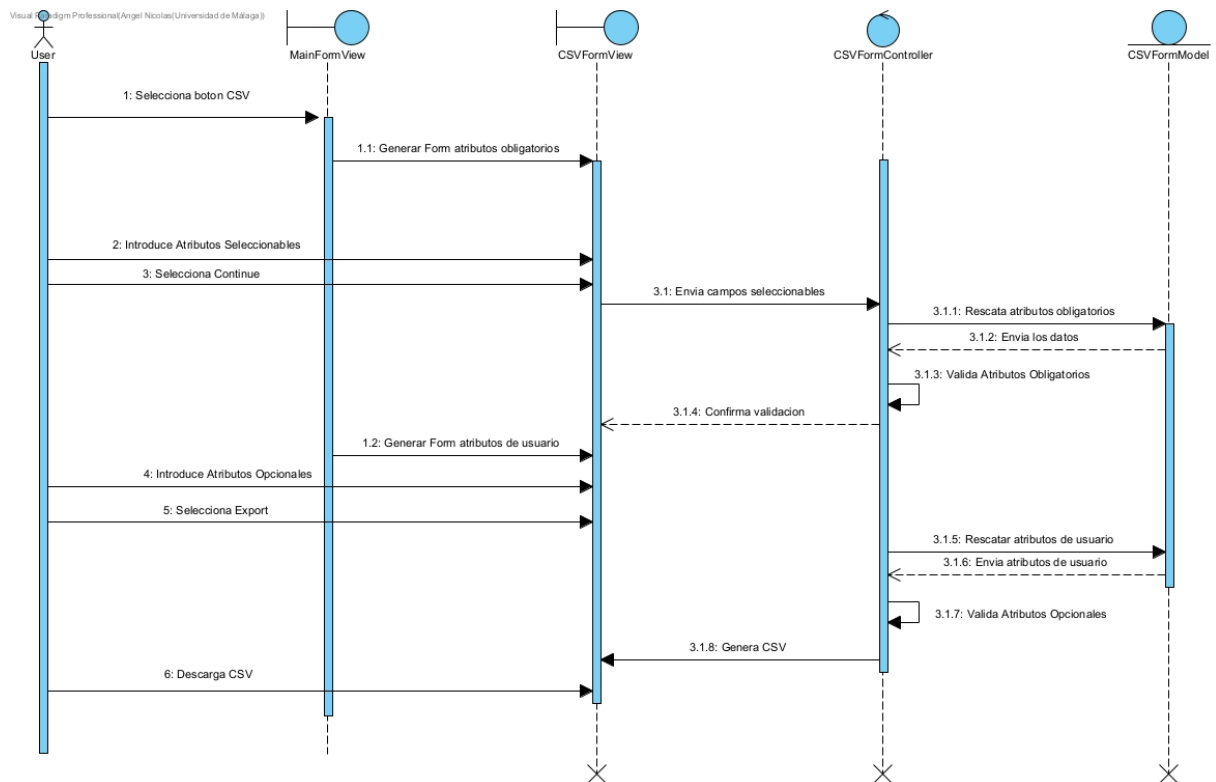 Visual Paradigm Professional(Angel Nicolas(Universidad de Málaga))
User
MainFormView
CSVFormView
CSVFormController
CSVFormModel
1: Selecciona boton CSV
1.1: Generar Form atributos obligatorios
2: Introduce Atributos Seleccionables
3: Selecciona Continue
3.1: Envia campos seleccionables
3.1.1: Rescata atributos obligatorios
3.1.2: Envia los datos
3.1.3: Valida Atributos Obligatorios
3.1.4: Confirma validacion
1.2: Generar Form atributos de usuario
4: Introduce Atributos Opcionales
5: Selecciona Export
3.1.5: Rescatar atributos de usuario
3.1.6: Envia atributos de usuario
3.1.7: Valida Atributos Opcionales
3.1.8: Genera CSV
6: Descarga CSV